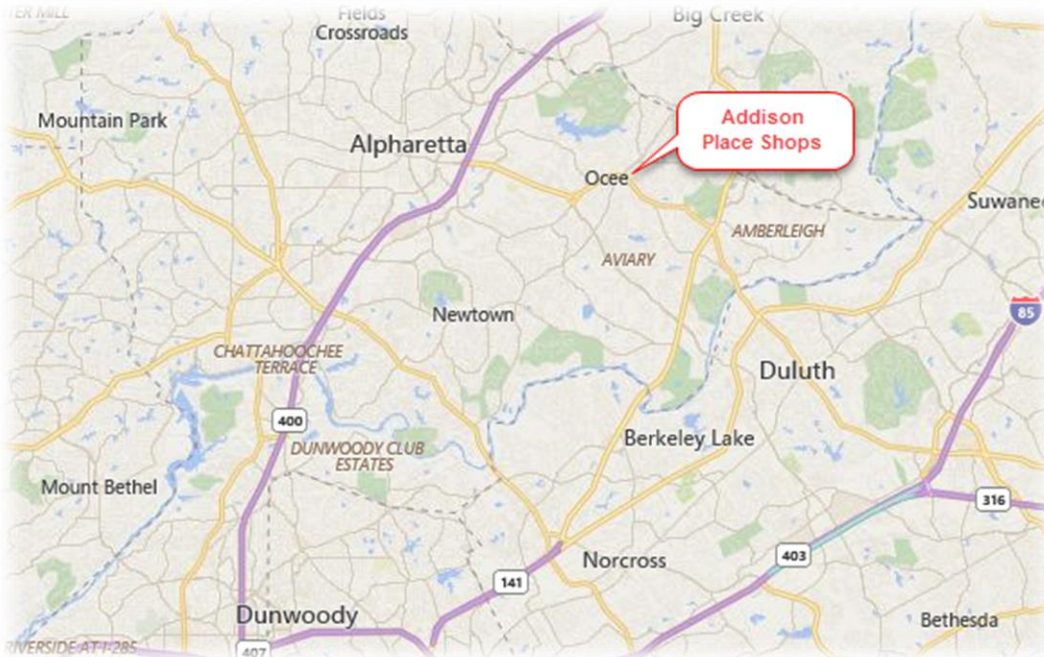 Fields
Crossroads
Big Creek
Mountain Park
Addison
Place Shops
Alpharetta
Ocee
Suwanee
AMBERLEIGH
AVIARY
Newtown
85
CHATTAHOOCHEE
TERRACE
Duluth
400
DUNWOODY CLUB
ESTATES
Berkeley Lake
Mount Bethel
316
403
Norcross
141
Dunwoody
Bethesda
RIVERSIDE AT I-285
407